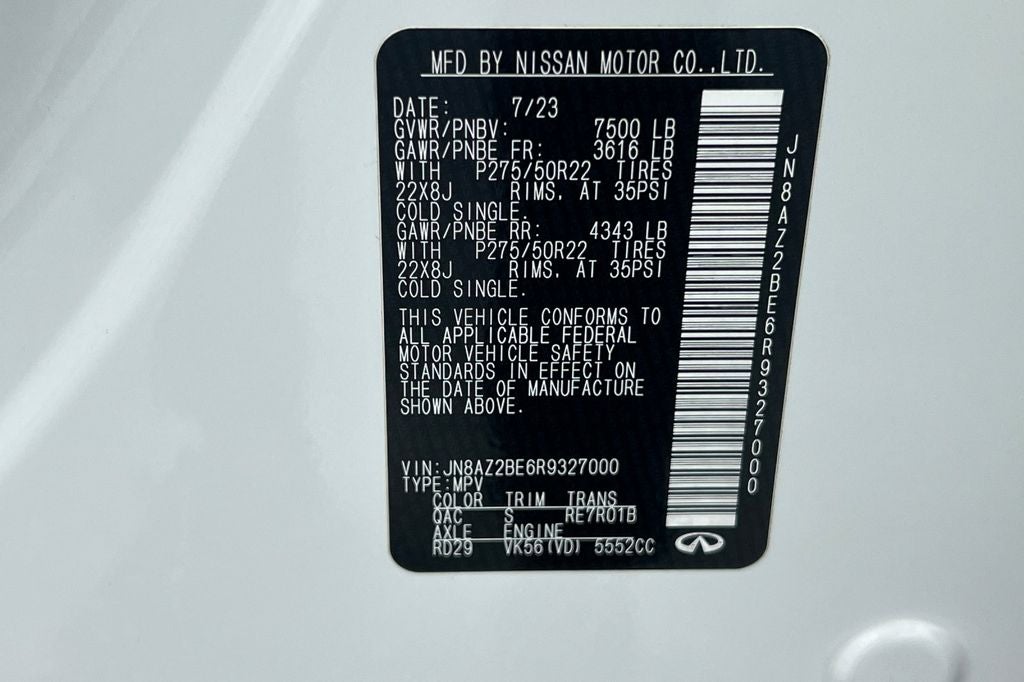 MFD BY NISSAN MOTOR CO.,LTD.
DATE: 7/23
GVWR/PNBV: 7500 LB
GAWR/PNBE FR: 3616 LB
WITH P275/50R22 TIRES
22X8J RIMS, AT 35PSI
COLD SINGLE.
GAWR/PNBE RR: 4343 LB
WITH P275/50R22 TIRES
22X8J RIMS, AT 35PSI
COLD SINGLE.
THIS VEHICLE CONFORMS TO
ALL APPLICABLE FEDERAL
MOTOR VEHICLE SAFETY
STANDARDS IN EFFECT ON
THE DATE OF MANUFACTURE
SHOWN ABOVE.
VIN:JN8AZ2BE6R9327000
TYPE:MPV
COLOR TRIM TRANS
QAC S RE7R01B
AXLE ENGINE
RD29 VK56(VD) 5552CC
JN8AZ2BE6R9327000